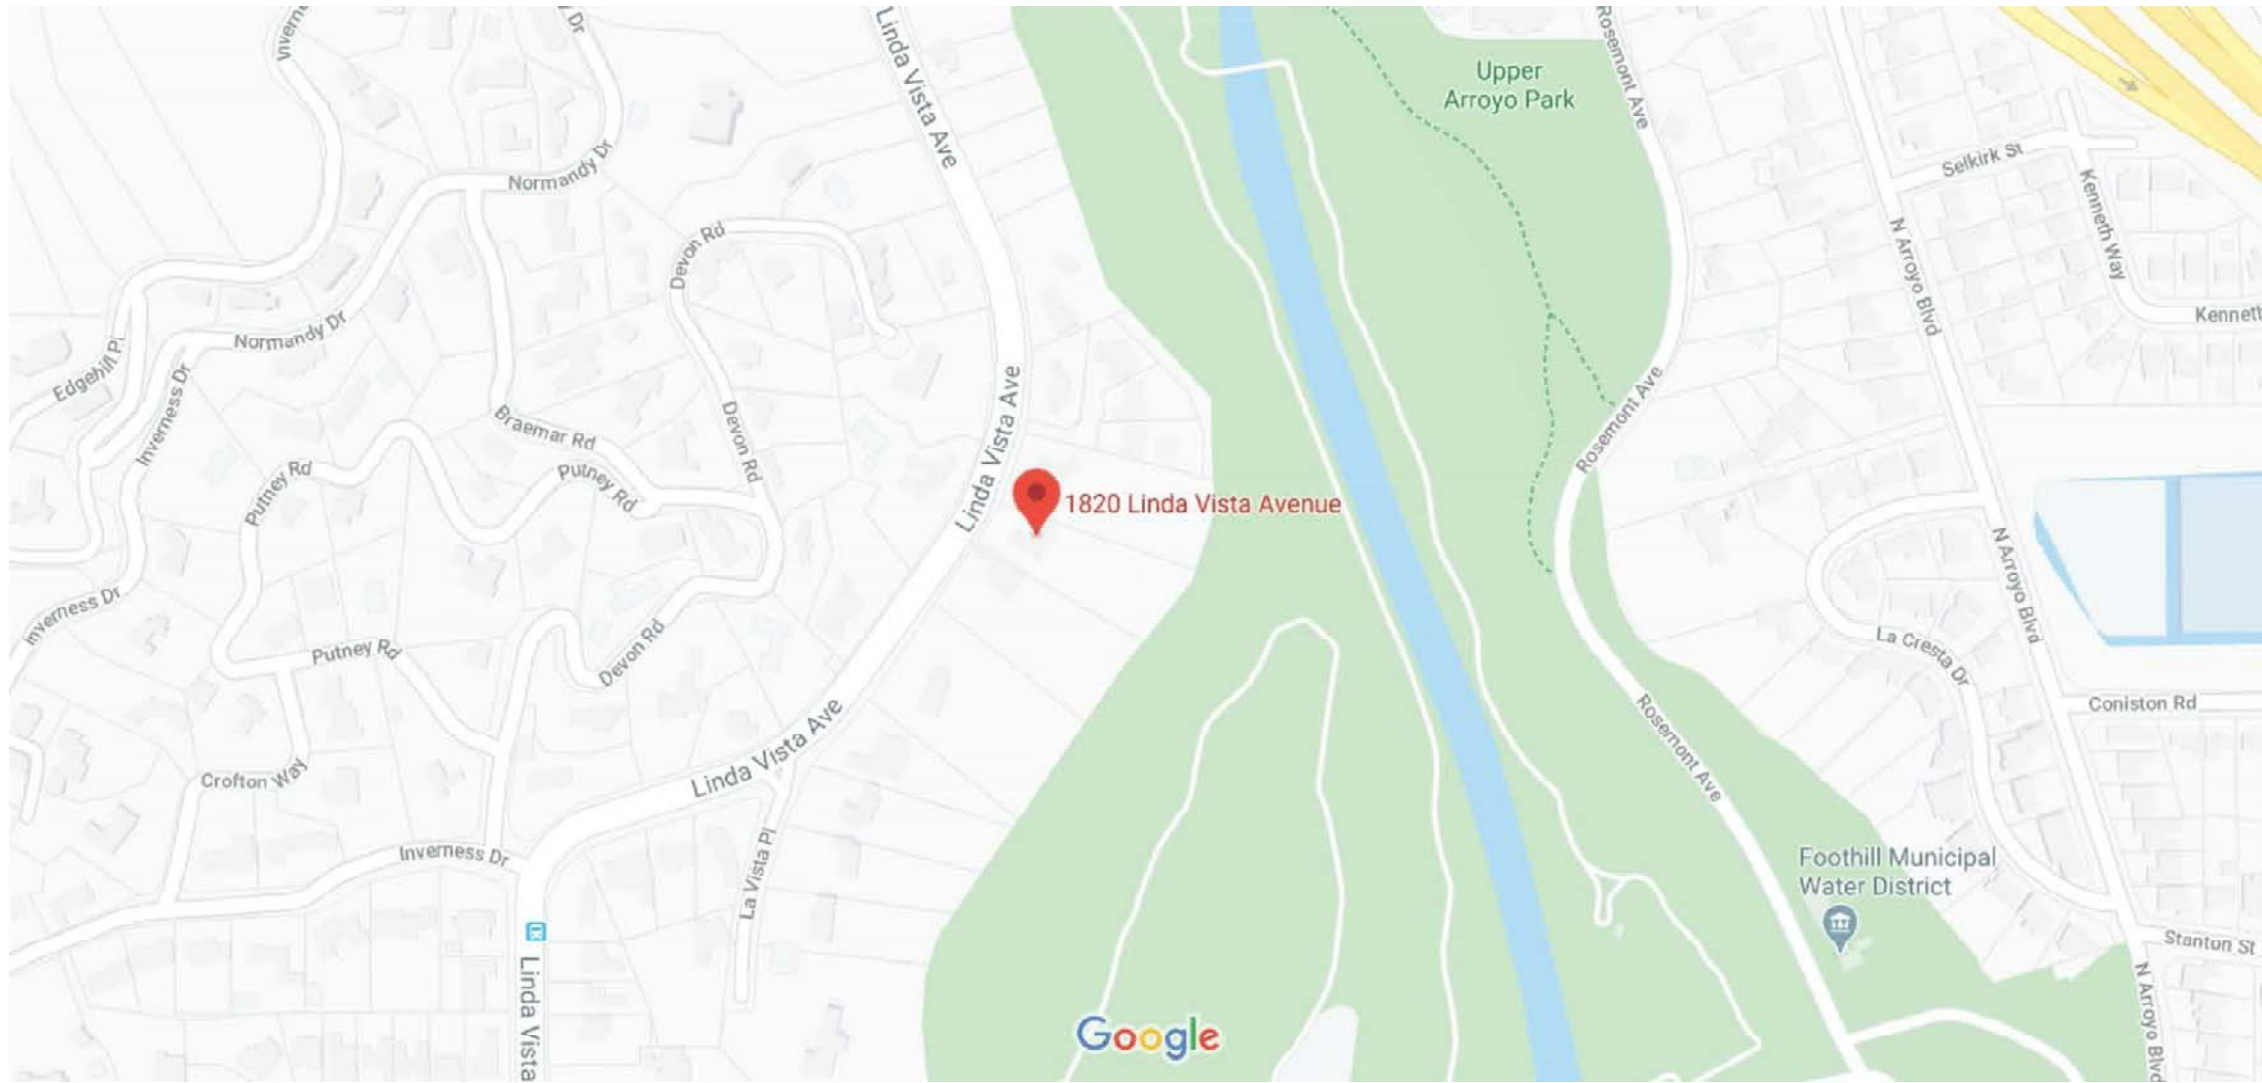 Inverne
Dr
Linda Vista Ave
Rosemont Ave
Upper
Arroyo Park
Selkirk St
Kenneth Way
Normandy Dr
Devon Rd
N Arroyo Blvd
Kennett
Normandy Dr
Edgehill Pl
Inverness Dr
Braemar Rd
Devon Rd
Linda Vista Ave
Rosemont Ave
Putney Rd
Putney Rd
1820 Linda Vista Avenue
N Arroyo Blvd
Inverness Dr
Putney Rd
Devon Rd
La Cresta Dr
Coniston Rd
Linda Vista Ave
Rosemont Ave
Crofton Way
Inverness Dr
La Vista Pl
Foothill Municipal
Water District
Stanton St
Linda Vista
N Arroyo Blvd
Google